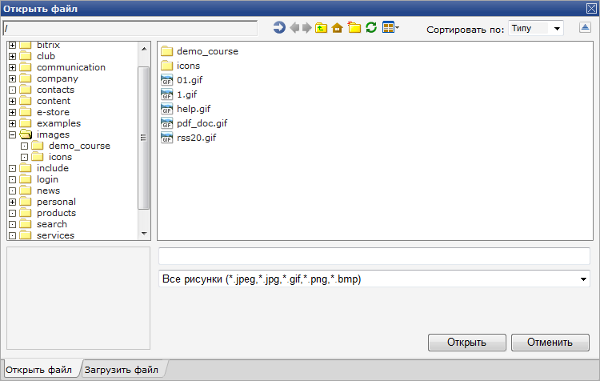 Открыть файл
/
Сортировать по: Типу
bitrix
club
communication
company
contacts
content
e-store
examples
images
demo_course
icons
include
login
news
personal
products
search
services
demo_course
icons
01.gif
1.gif
help.gif
pdf_doc.gif
rss20.gif
Все рисунки (*.jpeg,*.jpg,*.gif,*.png,*.bmp)
Открыть Отменить
Открыть файл Загрузить файл